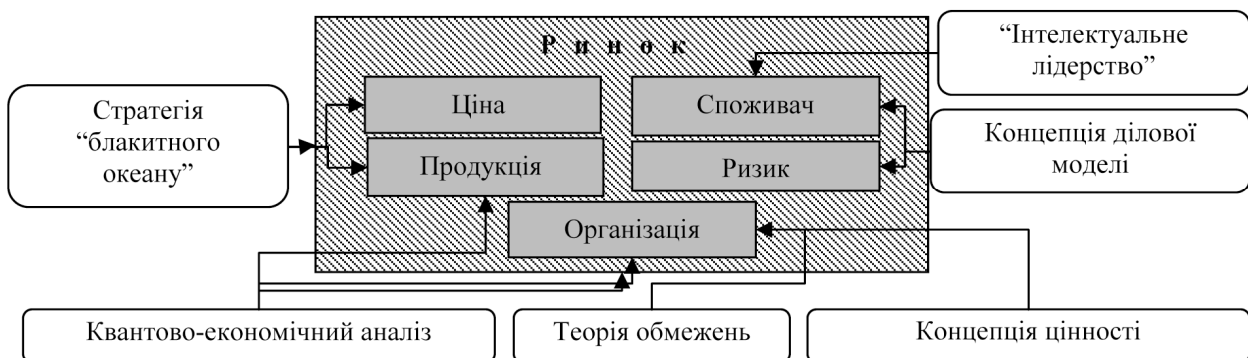 Р и н о к
“Інтелектуальне
лідерство”
Стратегія
“блакитного
океану”
Ціна
Споживач
Продукція
Ризик
Концепція ділової
моделі
Організація
Квантово-економічний аналіз
Теорія обмежень
Концепція цінності